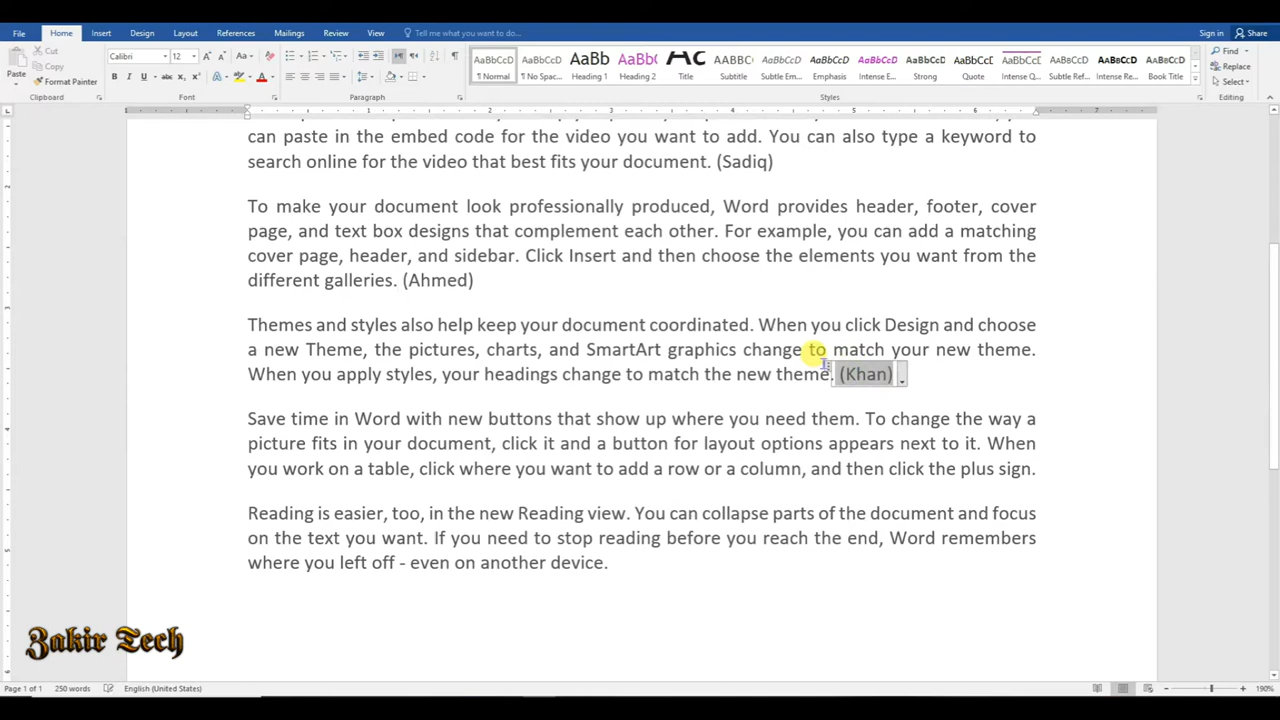 File Home Insert Design Layout References Mailings Review View Tell me what you want to do... Sign in Share
Paste Cut Copy Format Painter
Calibri 12
AaBbCcD AaBbCcD AaBb AaBbC AaC AaBBCC AaBbCcD AaBbCcD AaBbCcD AaBbCcD AaBbCcD AaBbCcD AaBbCcD AaBbCcD AaBbCcD
¶ Normal ¶ No Spac... Heading 1 Heading 2 Title Subtitle Subtle Em... Emphasis Intense E... Strong Quote Intense Q... Subtle Ref... Intense Re... Book Title
Find Replace Select
Clipboard Font Paragraph Styles Editing
can paste in the embed code for the video you want to add. You can also type a keyword to
search online for the video that best fits your document. (Sadiq)
To make your document look professionally produced, Word provides header, footer, cover
page, and text box designs that complement each other. For example, you can add a matching
cover page, header, and sidebar. Click Insert and then choose the elements you want from the
different galleries. (Ahmed)
Themes and styles also help keep your document coordinated. When you click Design and choose
a new Theme, the pictures, charts, and SmartArt graphics change to match your new theme.
When you apply styles, your headings change to match the new theme. (Khan)
Save time in Word with new buttons that show up where you need them. To change the way a
picture fits in your document, click it and a button for layout options appears next to it. When
you work on a table, click where you want to add a row or a column, and then click the plus sign.
Reading is easier, too, in the new Reading view. You can collapse parts of the document and focus
on the text you want. If you need to stop reading before you reach the end, Word remembers
where you left off - even on another device.
Zakir Tech
Page 1 of 1 250 words English (United States) 190%